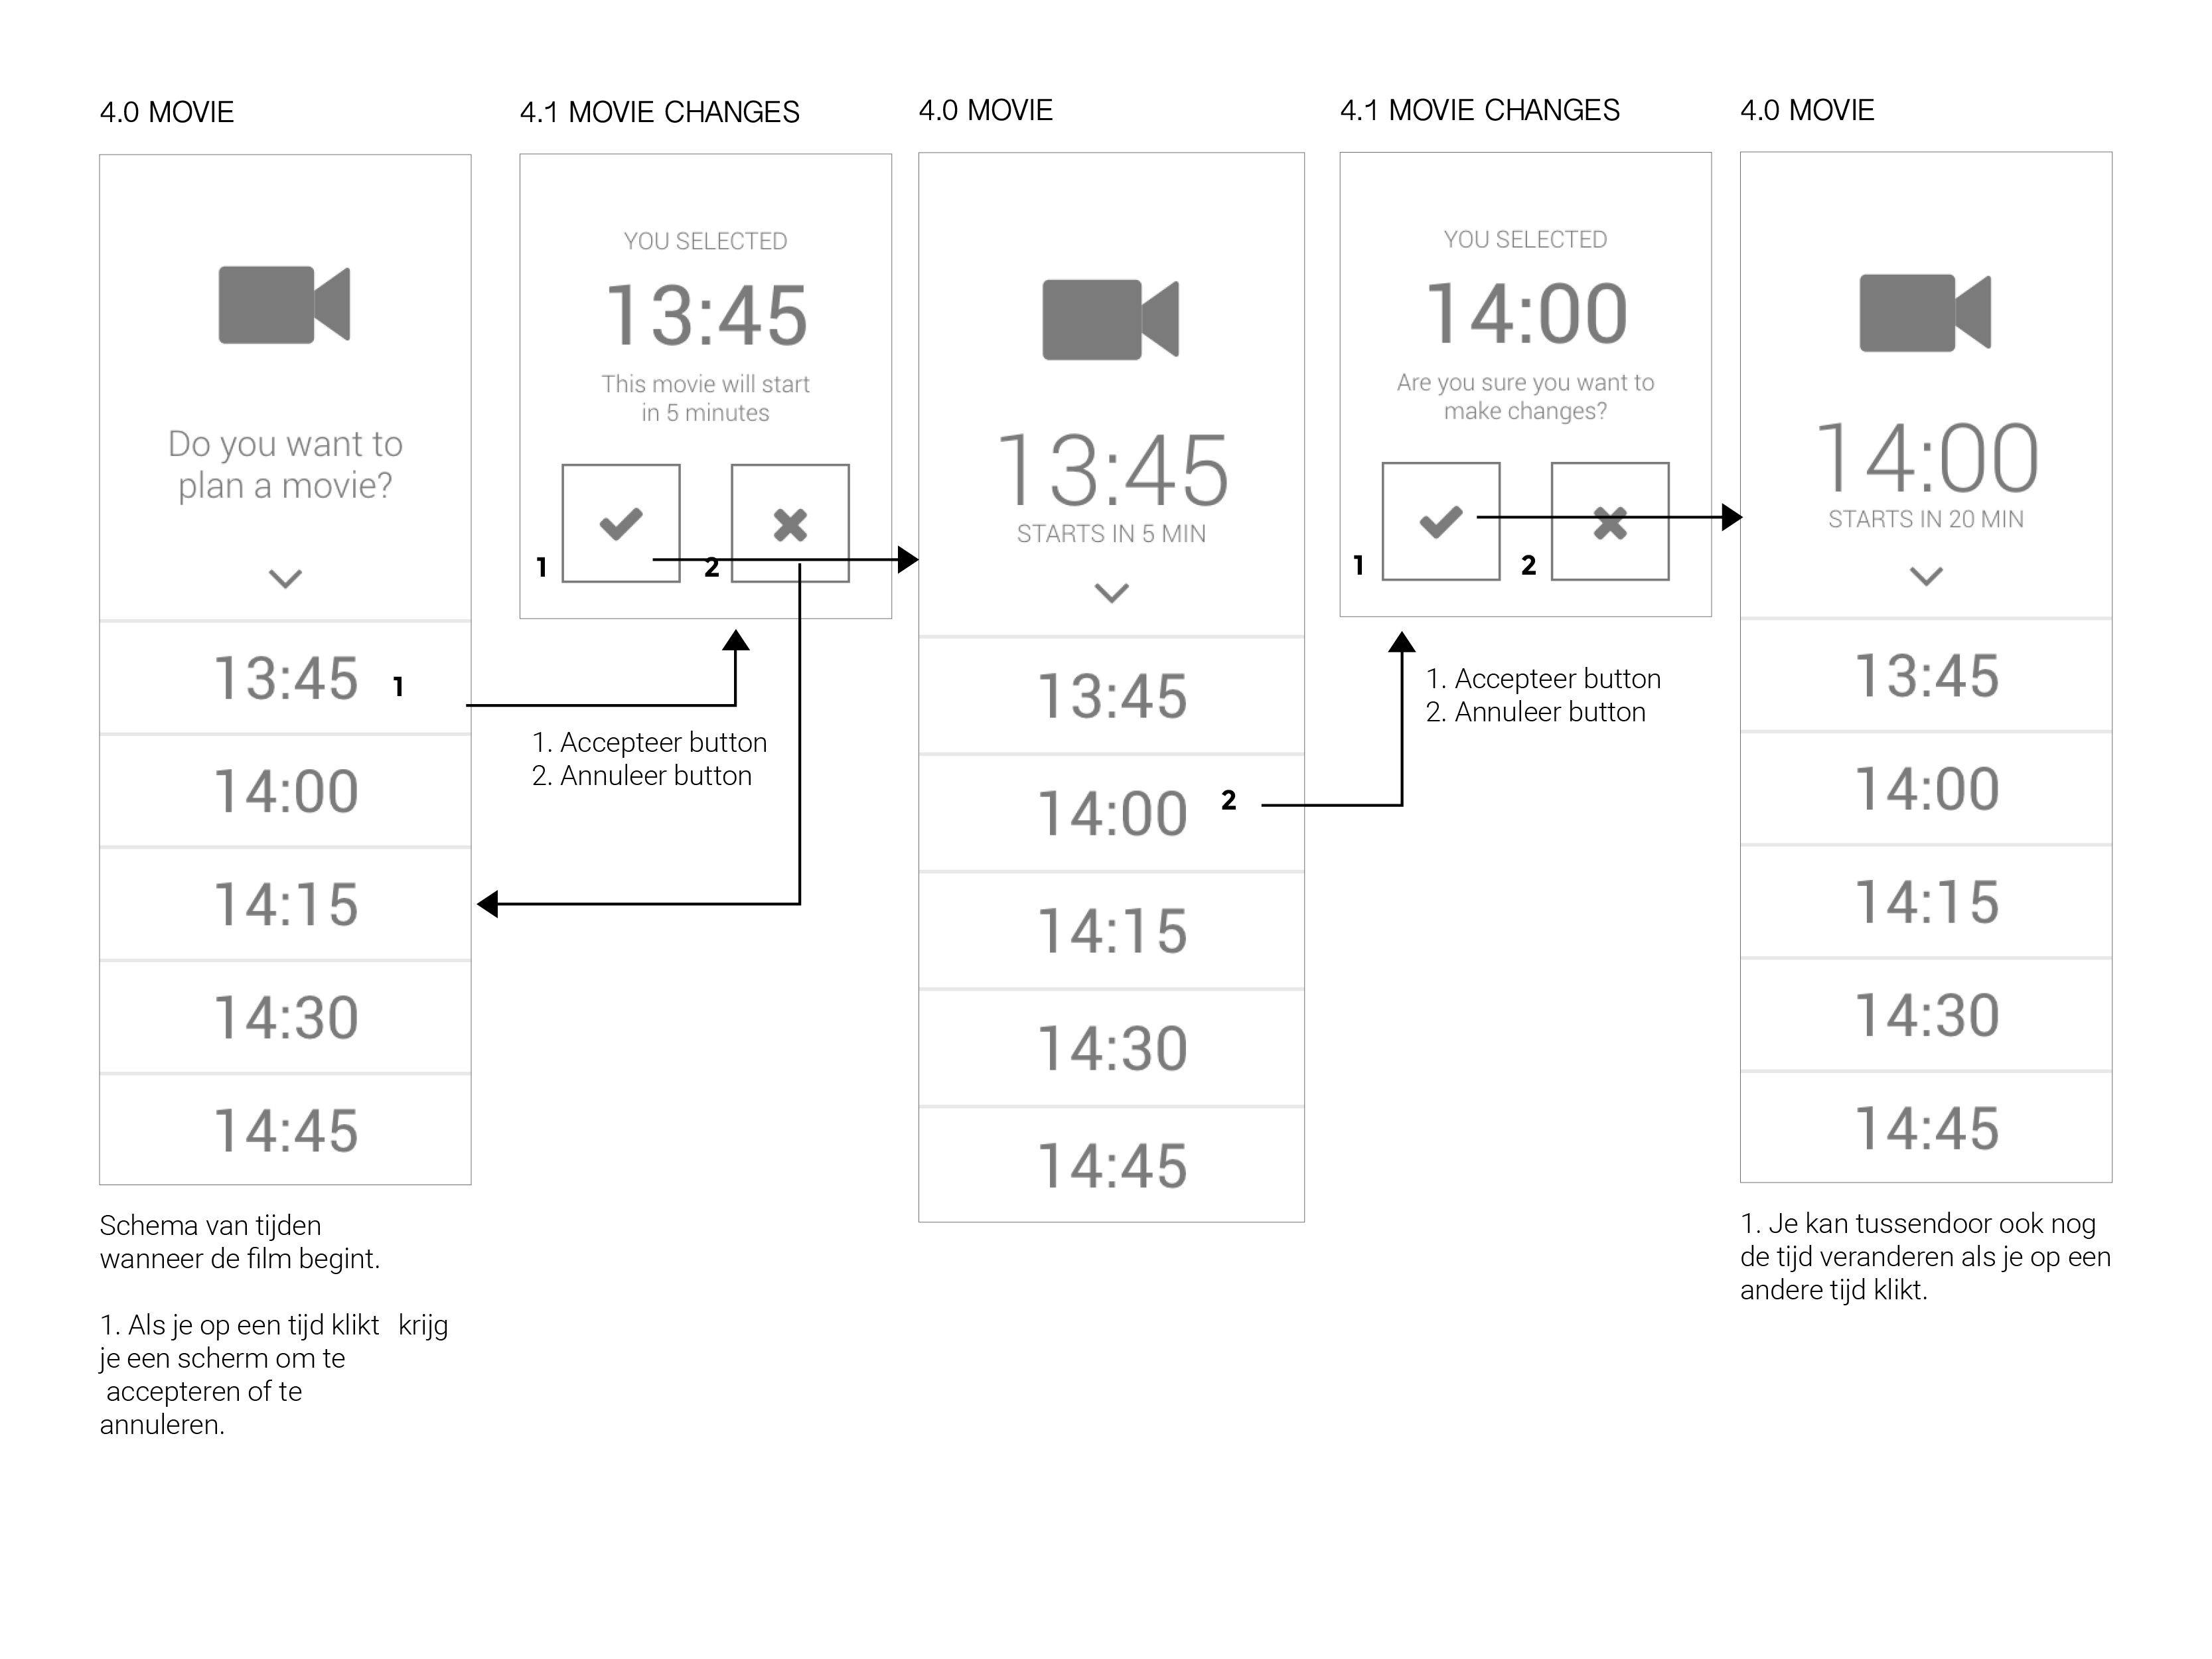 4.0 MOVIE
Do you want to
plan a movie?
13:45
1
14:00
14:15
14:30
14:45
Schema van tijden
wanneer de film begint.
1. Als je op een tijd klikt krijg
je een scherm om te
accepteren of te
annuleren.
4.1 MOVIE CHANGES
YOU SELECTED
13:45
This movie will start
in 5 minutes
1
2
1. Accepteer button
2. Annuleer button
4.0 MOVIE
13:45
STARTS IN 5 MIN
13:45
14:00
2
14:15
14:30
14:45
4.1 MOVIE CHANGES
YOU SELECTED
14:00
Are you sure you want to
make changes?
1
2
1. Accepteer button
2. Annuleer button
4.0 MOVIE
14:00
STARTS IN 20 MIN
13:45
14:00
14:15
14:30
14:45
1. Je kan tussendoor ook nog
de tijd veranderen als je op een
andere tijd klikt.